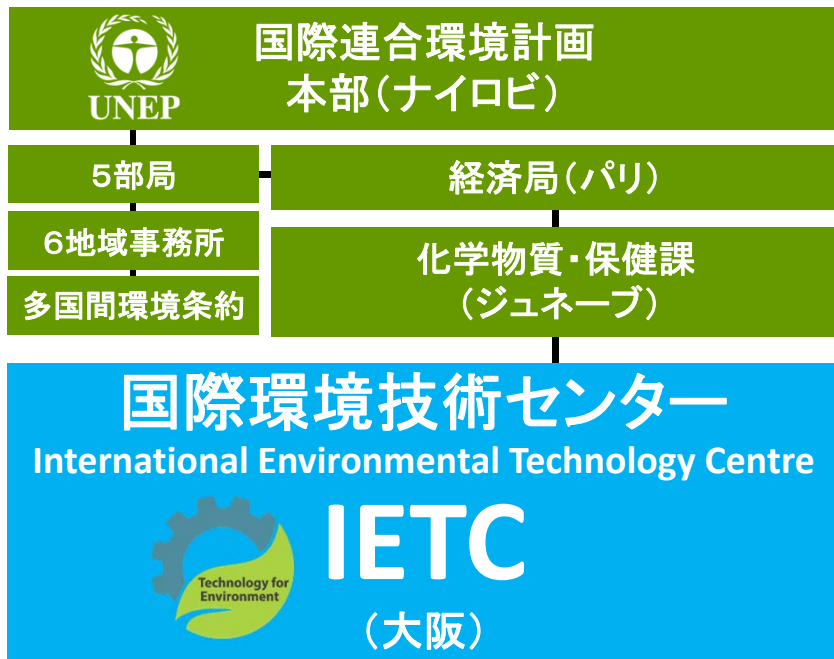 UNEP
国際連合環境計画
本部(ナイロビ)
5部局
経済局(パリ)
6地域事務所
多国間環境条約
化学物質・保健課
(ジュネーブ)
国際環境技術センター
International Environmental Technology Centre
Technology for
Environment
IETC
(大阪)